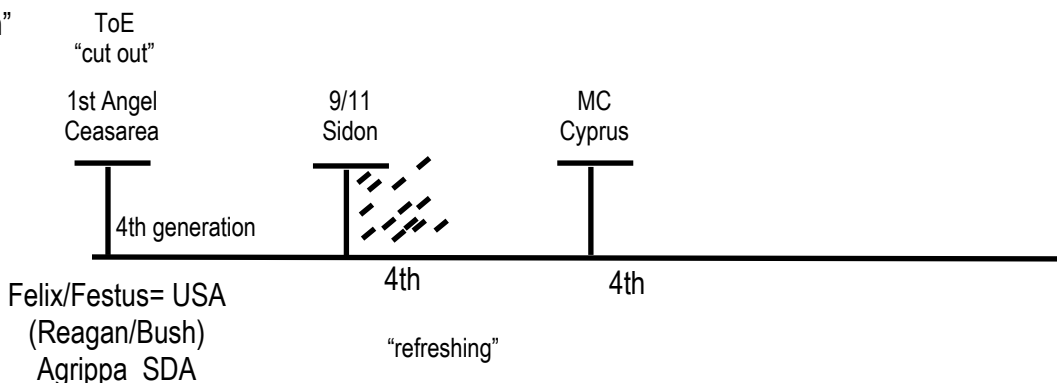 ToE
“cut out”
1st Angel
Ceasarea
9/11
Sidon
MC
Cyprus
4th generation
4th
4th
Felix/Festus= USA
(Reagan/Bush)
Agrippa SDA
“refreshing”